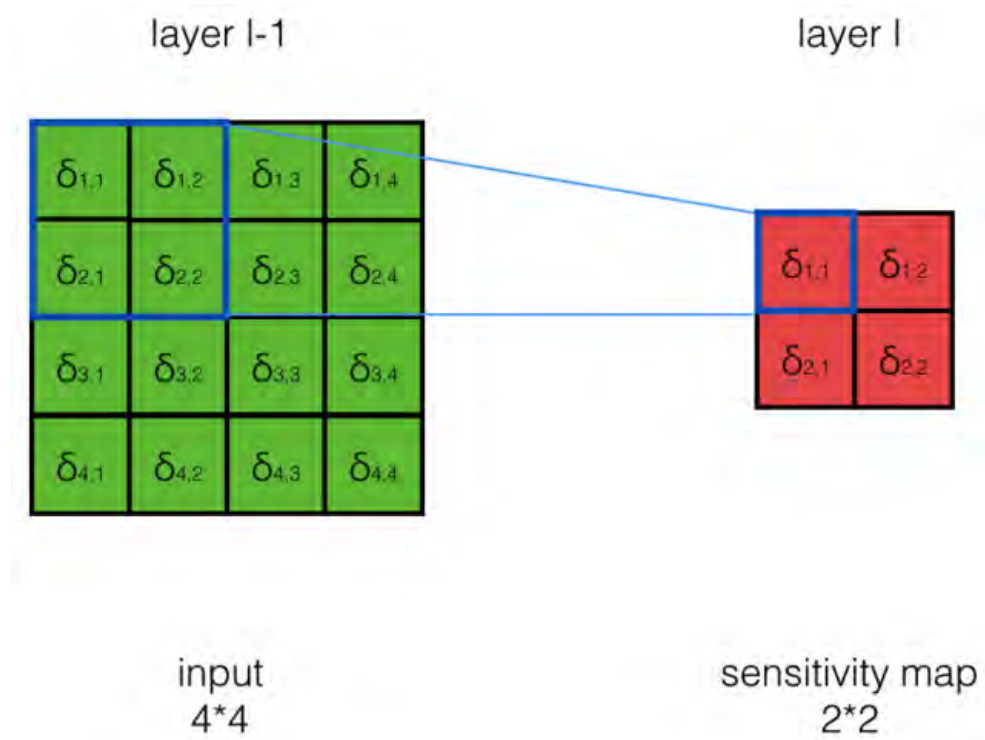 layer l-1
layer l
δ1,1 δ1,2 δ1,3 δ1,4
δ2,1 δ2,2 δ2,3 δ2,4
δ3,1 δ3,2 δ3,3 δ3,4
δ4,1 δ4,2 δ4,3 δ4,4
δ1,1 δ1,2
δ2,1 δ2,2
input
4*4
sensitivity map
2*2